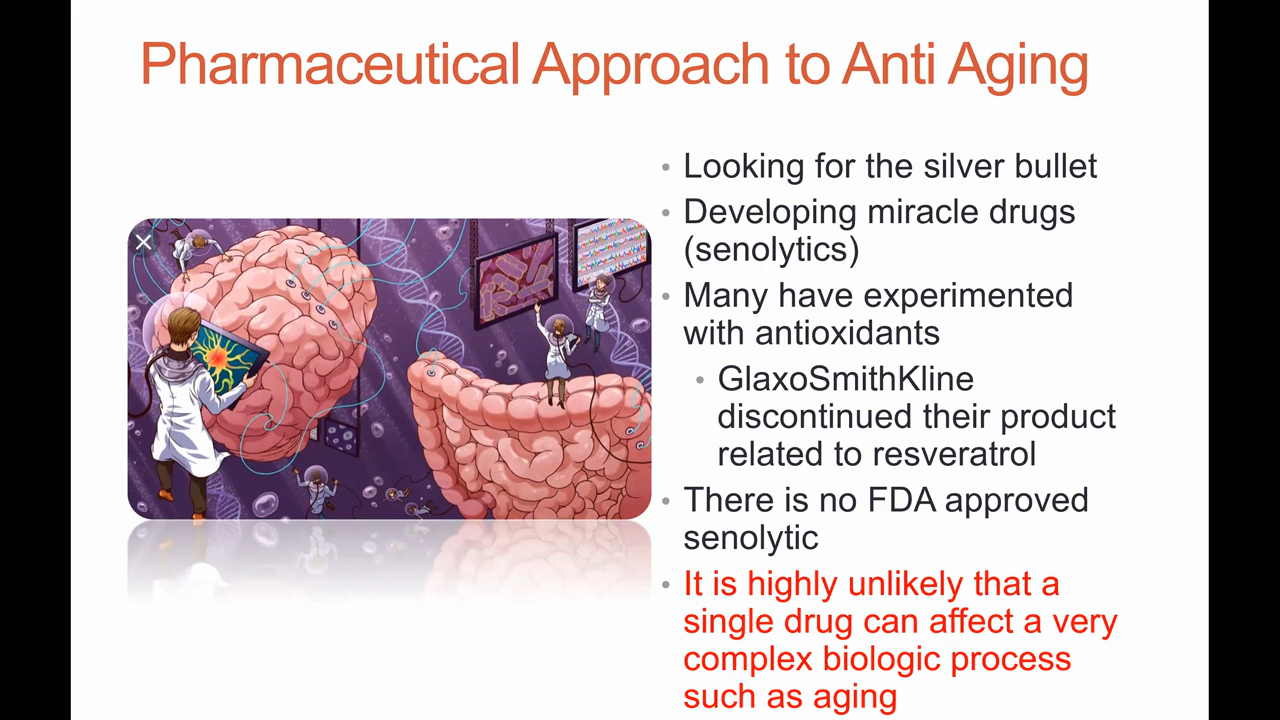 Pharmaceutical Approach to Anti Aging
• Looking for the silver bullet
• Developing miracle drugs
(senolytics)
• Many have experimented
with antioxidants
• GlaxoSmithKline
discontinued their product
related to resveratrol
• There is no FDA approved
senolytic
• It is highly unlikely that a
single drug can affect a very
complex biologic process
such as aging